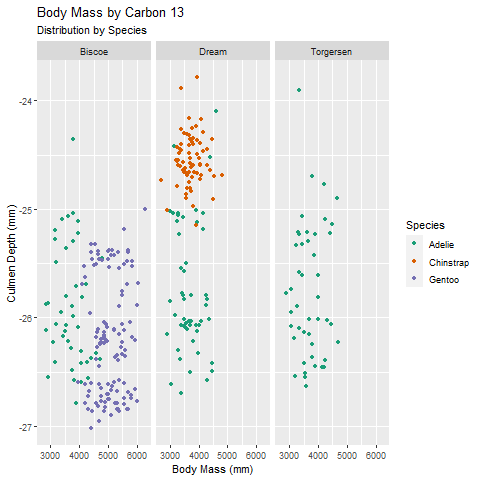 Body Mass by Carbon 13
Distribution by Species
Biscoe Dream Torgersen
-24
-25
-26
-27
Culmen Depth (mm)
3000 4000 5000 6000 3000 4000 5000 6000 3000 4000 5000 6000
Body Mass (mm)
Species
Adelie
Chinstrap
Gentoo